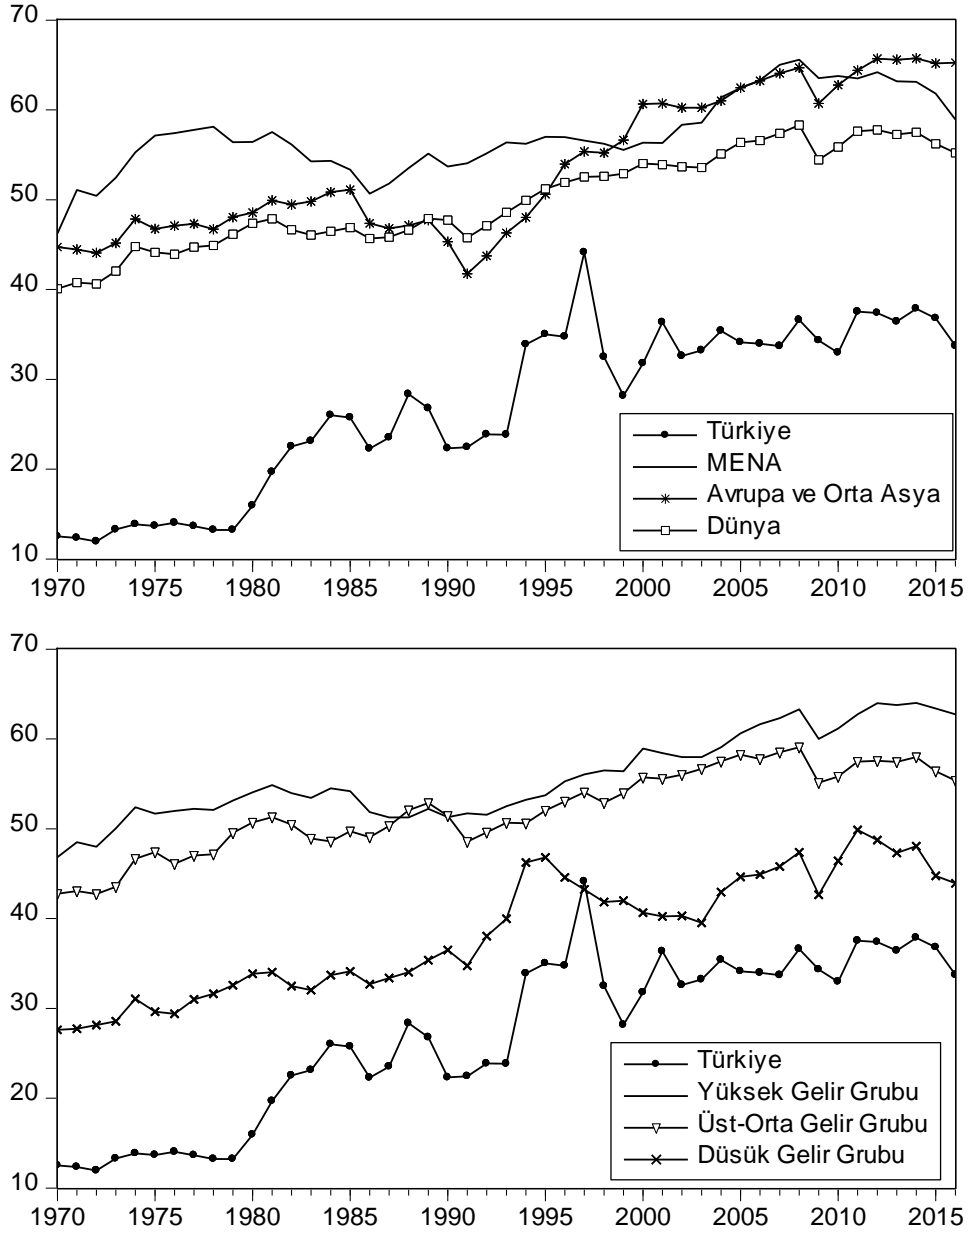 70
60
50
40
30
20
10
Türkiye
MENA
Avrupa ve Orta Asya
Dünya
1970 1975 1980 1985 1990 1995 2000 2005 2010 2015
70
60
50
40
30
20
10
Türkiye
Yüksek Gelir Grubu
Üst-Orta Gelir Grubu
Düsük Gelir Grubu
1970 1975 1980 1985 1990 1995 2000 2005 2010 2015